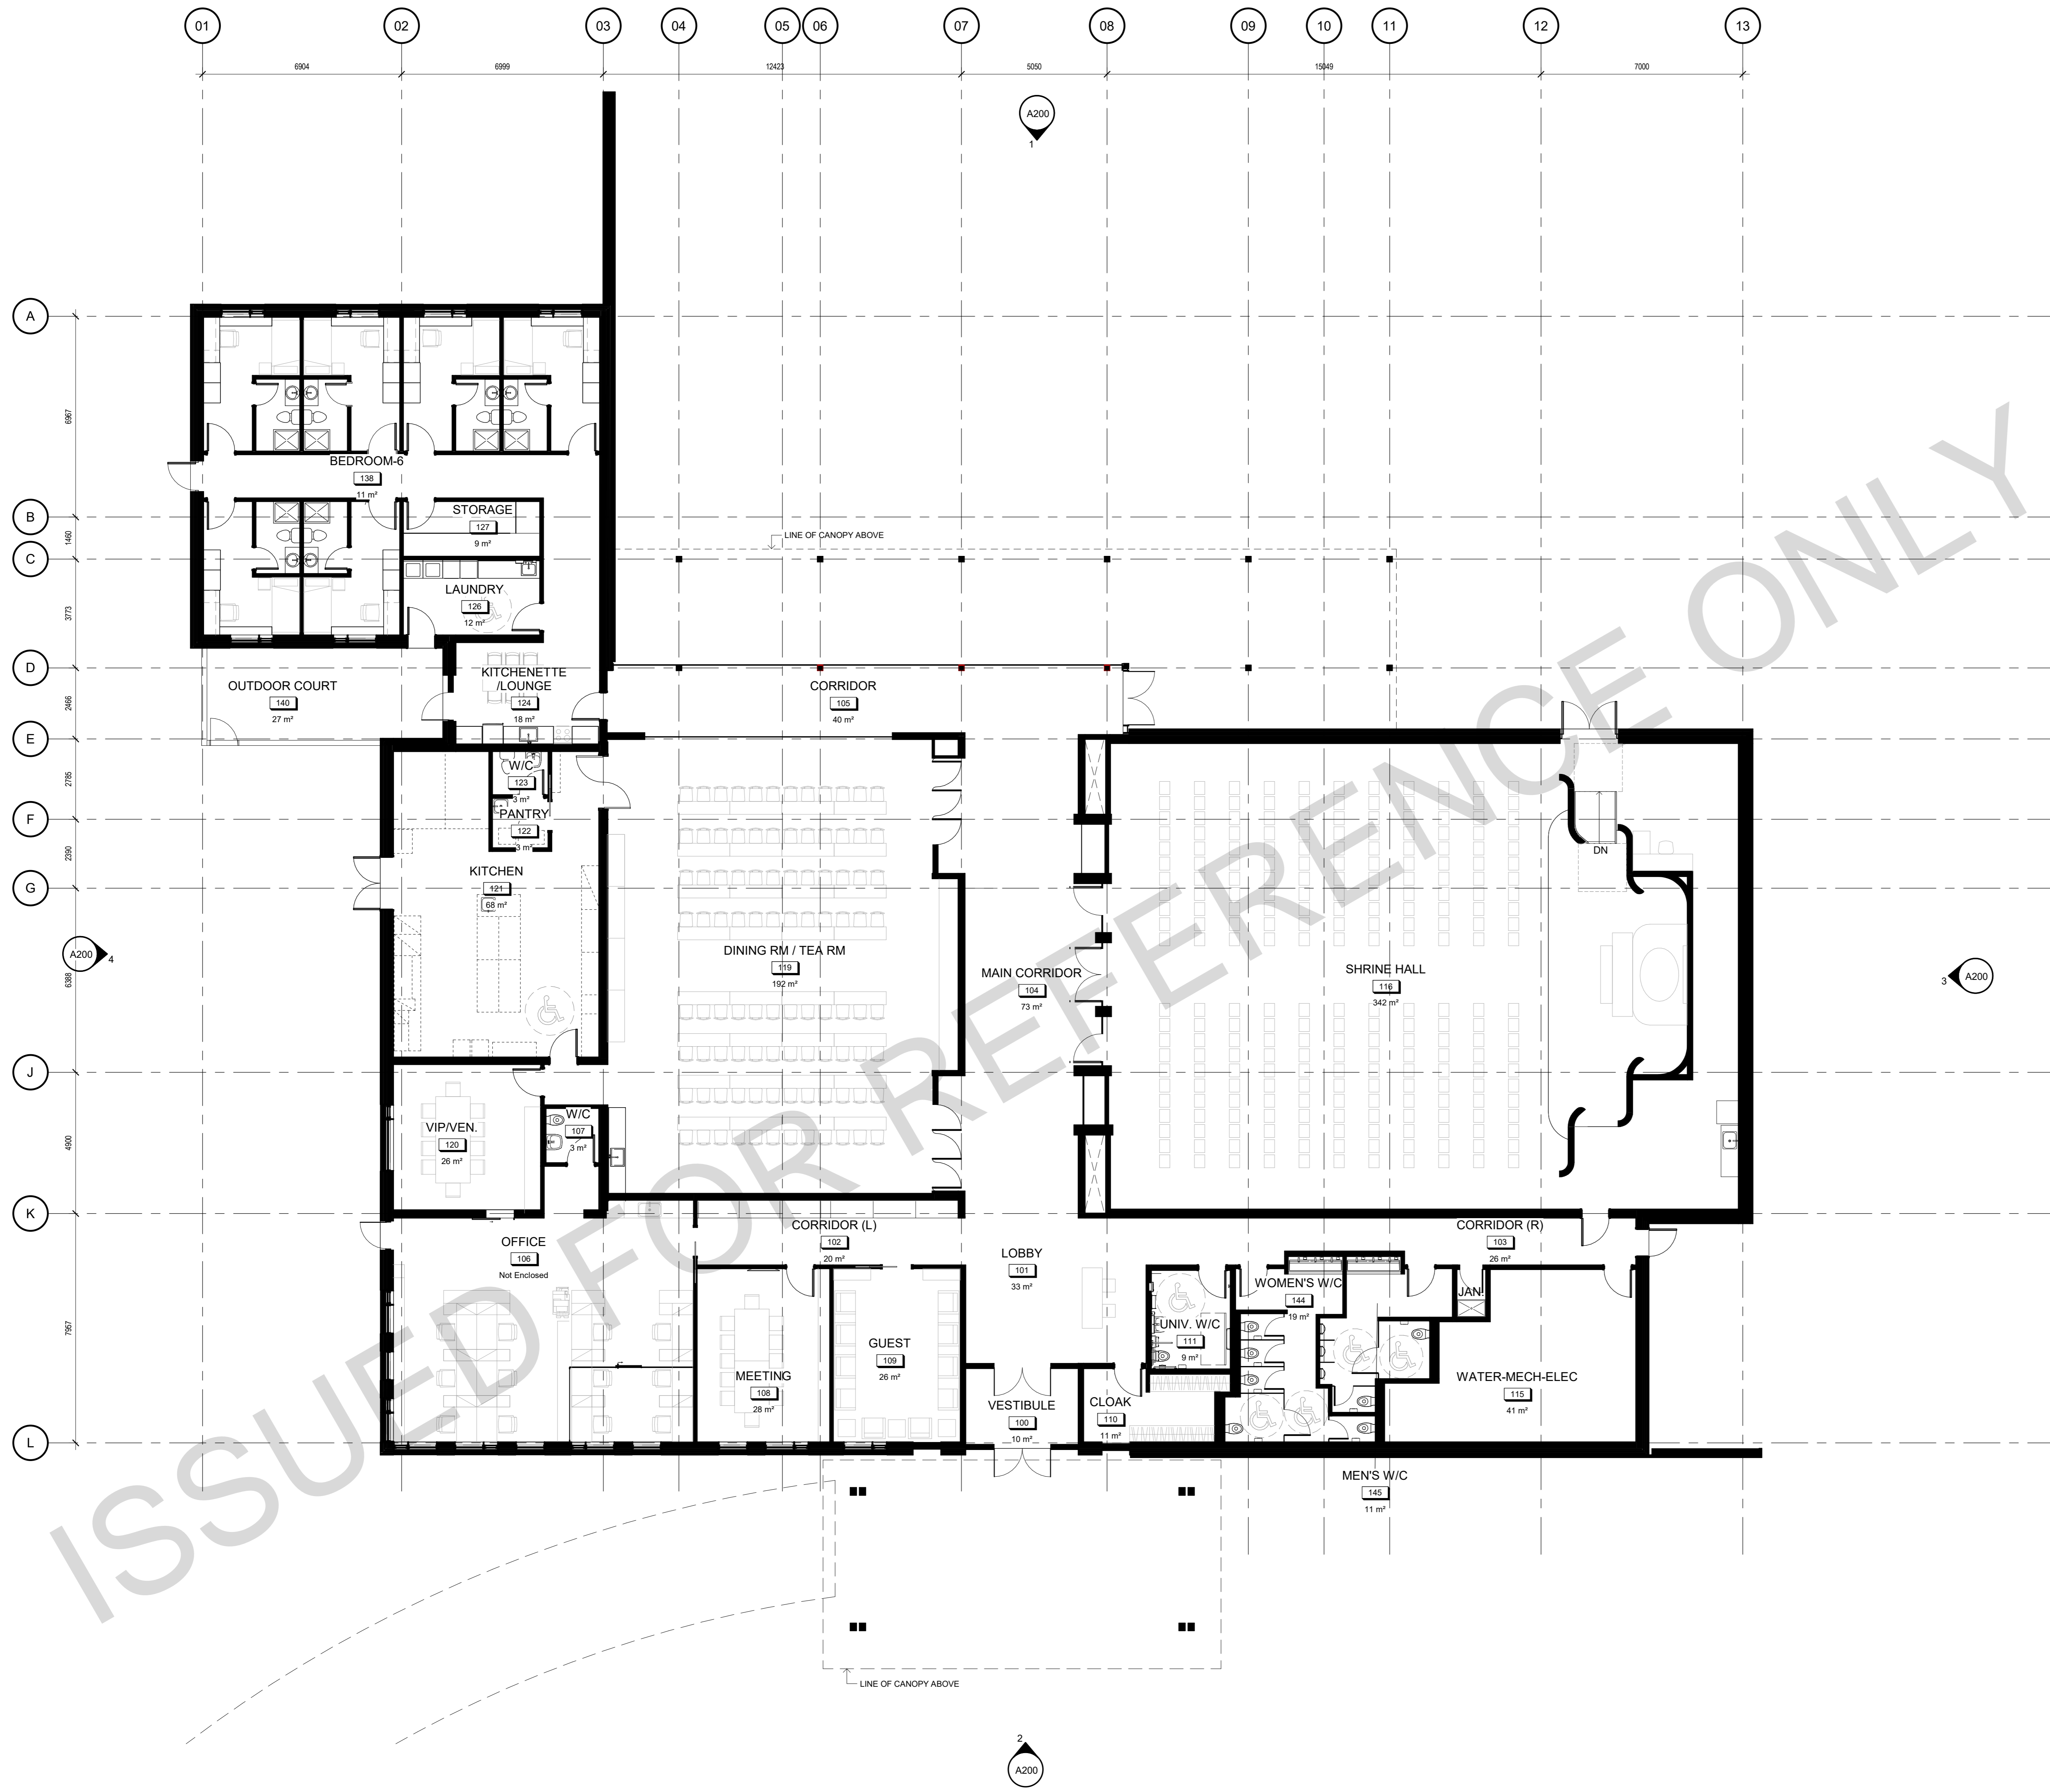 01
02
03
04
05
06
07
08
09
10
11
12
13
6904
6999
12423
5050
15049
7000
A200
1
A
B
C
D
E
F
G
J
K
L
6967
1460
3773
2466
2785
2390
6388
4900
7957
BEDROOM-6
138
11 m²
STORAGE
127
9 m²
LINE OF CANOPY ABOVE
LAUNDRY
126
12 m²
OUTDOOR COURT
140
27 m²
KITCHENETTE
/LOUNGE
124
18 m²
CORRIDOR
105
40 m²
W/C
123
3 m²
PANTRY
122
3 m²
KITCHEN
121
68 m²
DN
A200
4
DINING RM / TEA RM
119
192 m²
MAIN CORRIDOR
104
73 m²
SHRINE HALL
116
342 m²
3
A200
VIP/VEN.
120
26 m²
W/C
107
3 m²
OFFICE
106
Not Enclosed
CORRIDOR (L)
102
20 m²
LOBBY
101
33 m²
CORRIDOR (R)
103
26 m²
WOMEN'S W/C
144
19 m²
JAN.
UNIV. W/C
111
9 m²
GUEST
109
26 m²
MEETING
108
28 m²
VESTIBULE
100
10 m²
CLOAK
110
11 m²
WATER-MECH-ELEC
115
41 m²
MEN'S W/C
145
11 m²
LINE OF CANOPY ABOVE
2
A200
ISSUED FOR REFERENCE ONLY